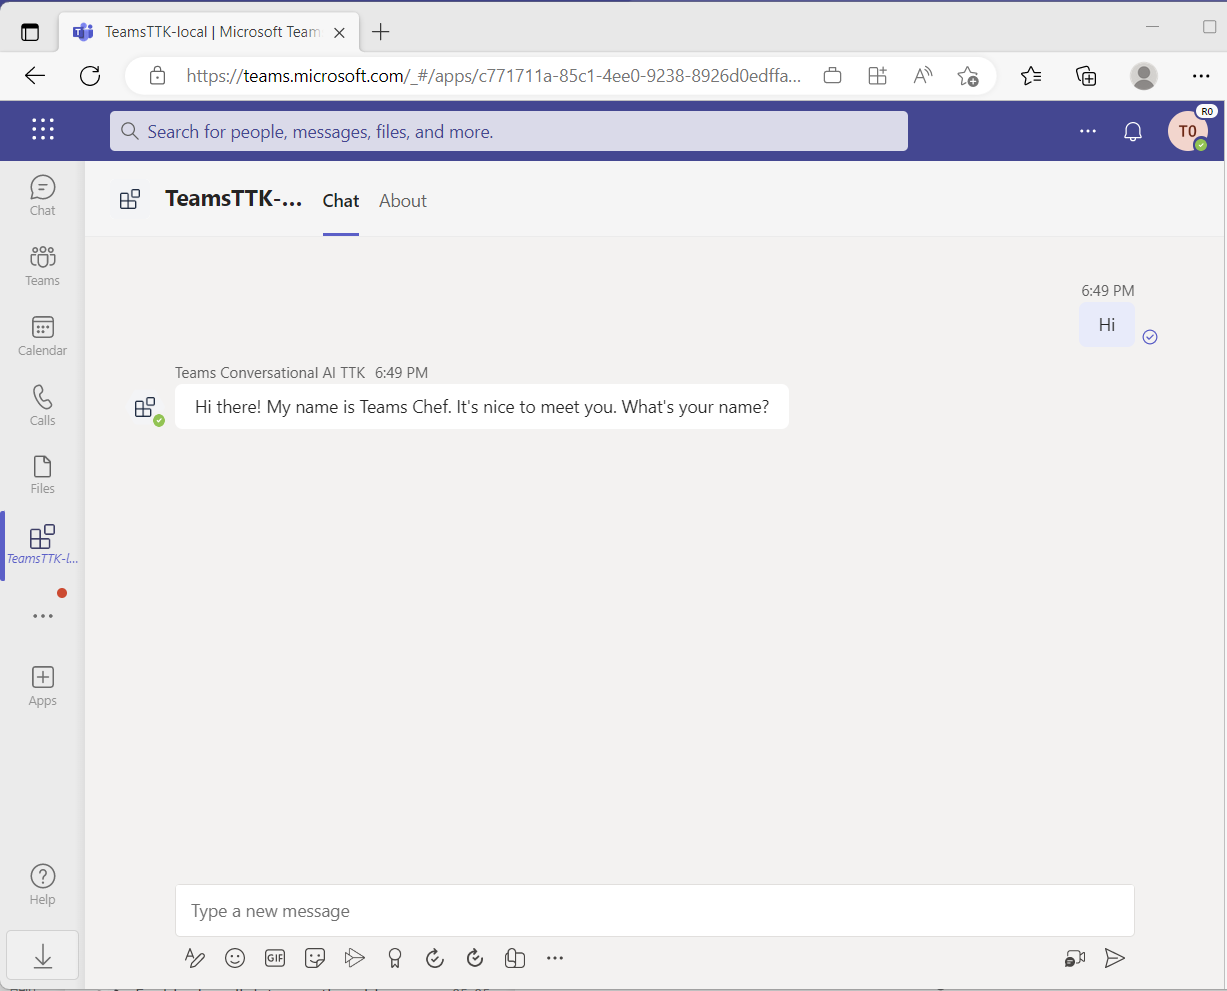 TeamsTTK-local | Microsoft Team
https://teams.microsoft.com/_#/apps/c771711a-85c1-4ee0-9238-8926d0edffa...
Search for people, messages, files, and more.
T0
R0
Chat
Teams
Calendar
Calls
Files
TeamsTTK-l...
Apps
Help
TeamsTTK-...
Chat
About
6:49 PM
Hi
Teams Conversational AI TTK 6:49 PM
Hi there! My name is Teams Chef. It's nice to meet you. What's your name?
Type a new message
GIF